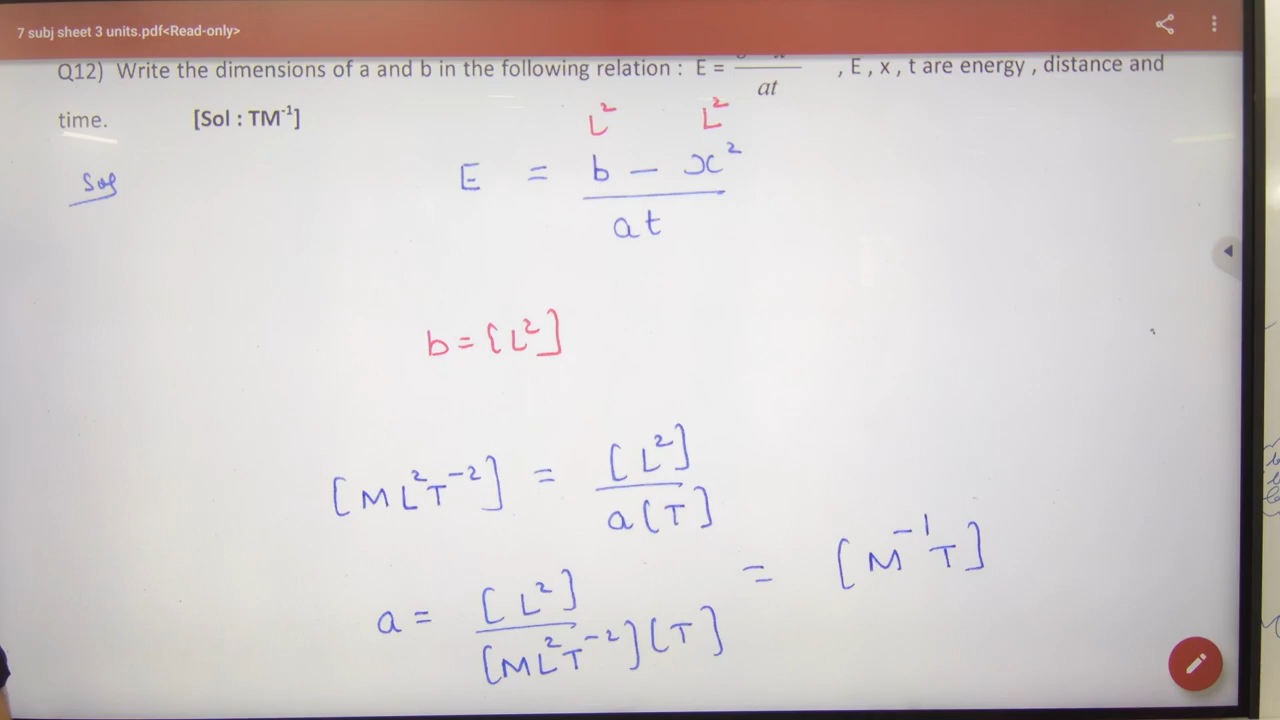 7 subj sheet 3 units.pdf<Read-only>
Q12) Write the dimensions of a and b in the following relation : E = /at , E , x , t are energy , distance and
time. [Sol : TM⁻¹]
L² L²
Sol E = b - x² / at
b = [L²]
[ML²T⁻²] = [L²] / a[T]
a = [L²] / [ML²T⁻²][T] = [M⁻¹T]